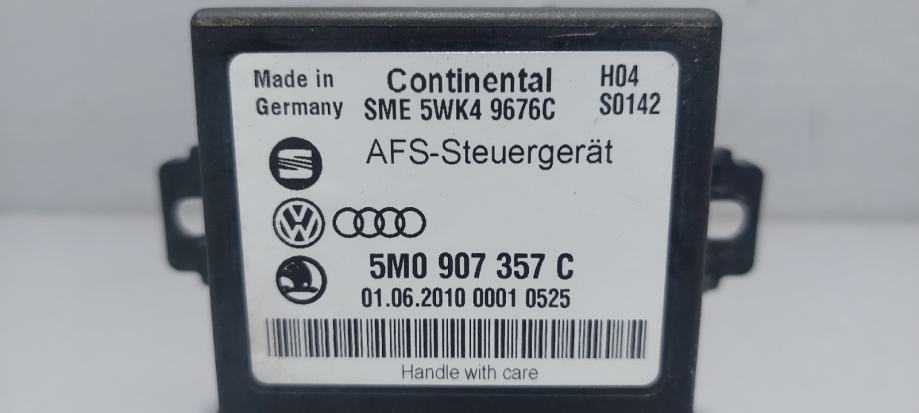 Made in Continental H04
Germany SME 5WK4 9676C S0142
AFS-Steuergerät
5M0 907 357 C
01.06.2010 0001 0525
Handle with care